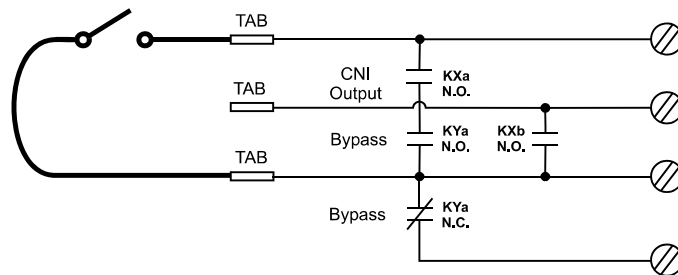 TAB
CNI
Output
KXa
N.O.
TAB
Bypass
KYa
N.O.
KXb
N.O.
TAB
Bypass
KYa
N.C.